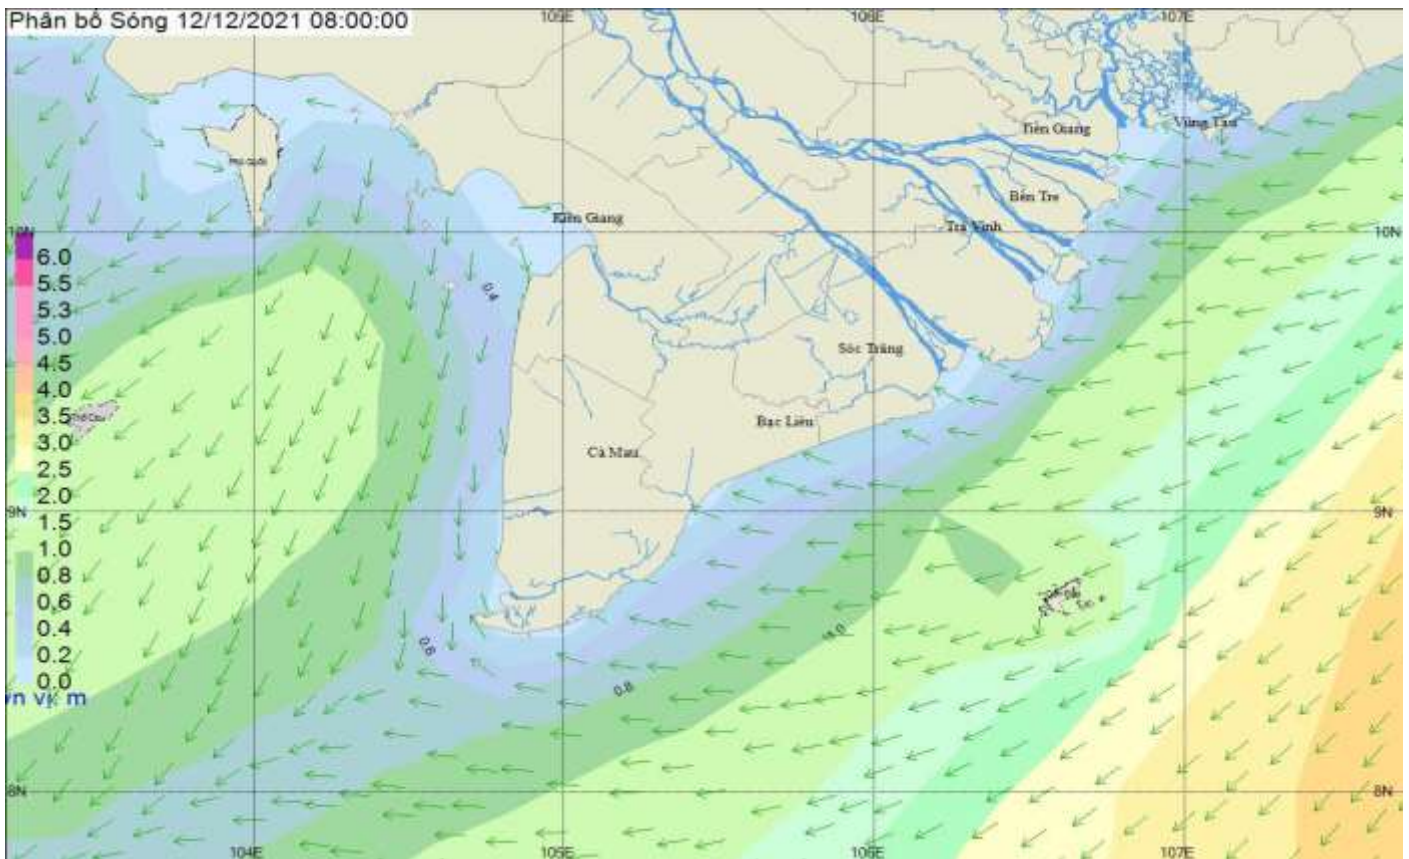 Phân bố Sóng 12/12/2021 08:00:00
105E
106E
107E
Vũng Tàu
Tiền Giang
Bến Tre
Trà Vinh
Kiên Giang
10N
10N
6.0
5.5
5.3
5.0
4.5
4.0
3.5
3.0
2.5
2.0
1.5
1.0
0.8
0.6
0.4
0.2
0.0
m
0.4
Sóc Trăng
Bạc Liêu
Cà Mau
9N
9N
0.6
0.8
8N
8N
104E
105E
106E
107E